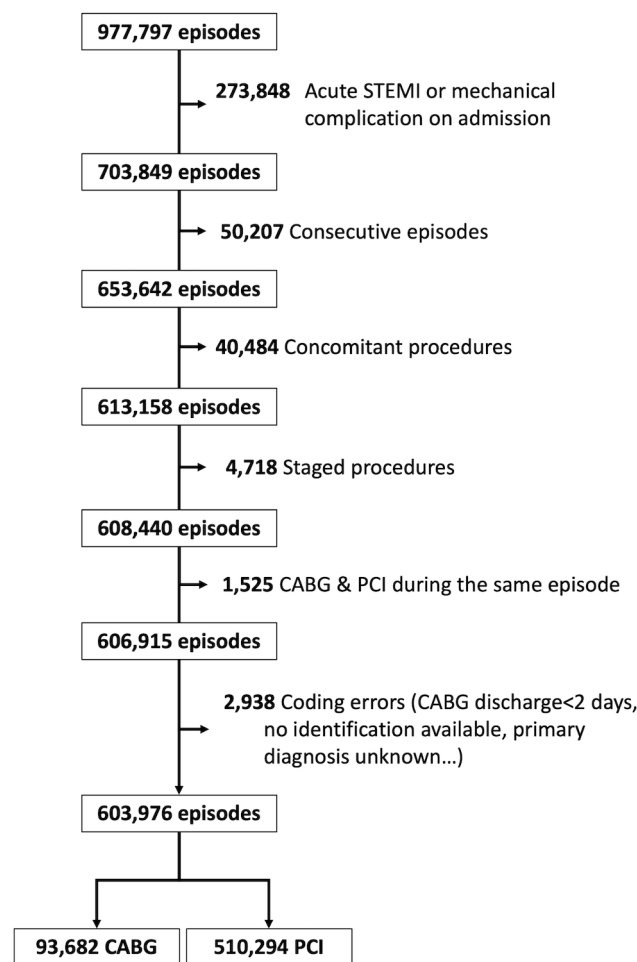 977,797 episodes
273,848 Acute STEMI or mechanical
complication on admission
703,849 episodes
50,207 Consecutive episodes
653,642 episodes
40,484 Concomitant procedures
613,158 episodes
4,718 Staged procedures
608,440 episodes
1,525 CABG & PCI during the same episode
606,915 episodes
2,938 Coding errors (CABG discharge<2 days,
no identification available, primary
diagnosis unknown…)
603,976 episodes
93,682 CABG
510,294 PCI